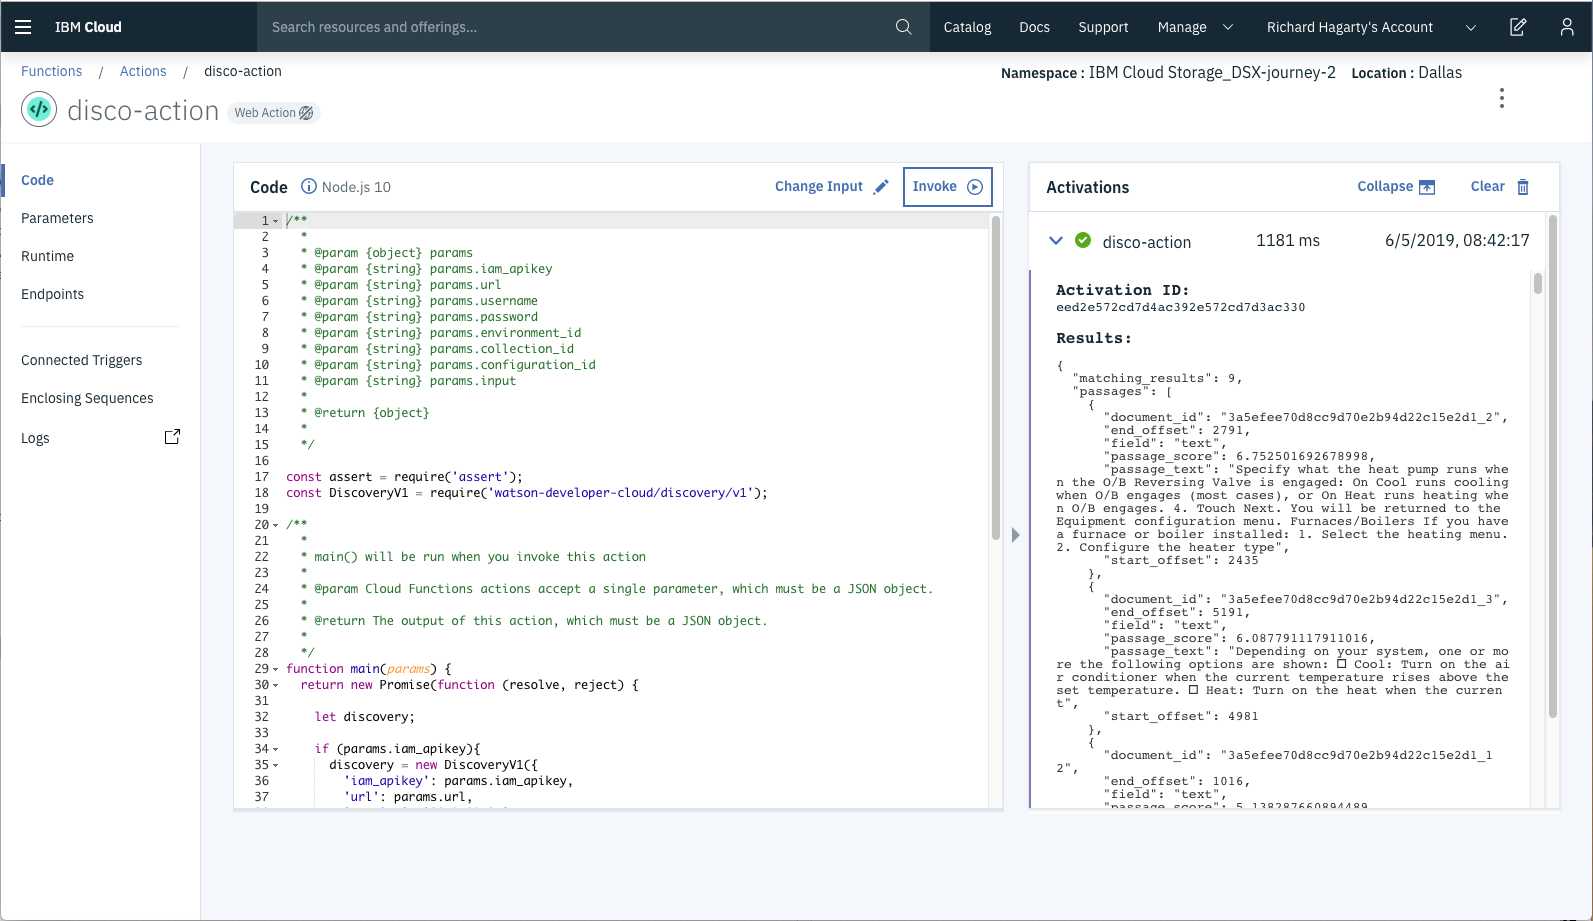 IBM Cloud
Search resources and offerings...
Catalog
Docs
Support
Manage
Richard Hagarty's Account
Functions / Actions / disco-action
Namespace : IBM Cloud Storage_DSX-journey-2 Location : Dallas
disco-action
Web Action
Code
Parameters
Runtime
Endpoints
Connected Triggers
Enclosing Sequences
Logs
Code
Node.js 10
Change Input
Invoke
1 /**
2 *
3 * @param {object} params
4 * @param {string} params.iam_apikey
5 * @param {string} params.url
6 * @param {string} params.username
7 * @param {string} params.password
8 * @param {string} params.environment_id
9 * @param {string} params.collection_id
10 * @param {string} params.configuration_id
11 * @param {string} params.input
12 *
13 * @return {object}
14 *
15 */
16
17 const assert = require('assert');
18 const DiscoveryV1 = require('watson-developer-cloud/discovery/v1');
19
20 /**
21 *
22 * main() will be run when you invoke this action
23 *
24 * @param Cloud Functions actions accept a single parameter, which must be a JSON object.
25 *
26 * @return The output of this action, which must be a JSON object.
27 *
28 */
29 function main(params) {
30 return new Promise(function (resolve, reject) {
31
32 let discovery;
33
34 if (params.iam_apikey){
35 discovery = new DiscoveryV1({
36 'iam_apikey': params.iam_apikey,
37 'url': params.url,
Activations
Collapse
Clear
disco-action
1181 ms
6/5/2019, 08:42:17
Activation ID:
eed2e572cd7d4ac392e572cd7d3ac330
Results:
{
"matching_results": 9,
"passages": [
{
"document_id": "3a5efee70d8cc9d70e2b94d22c15e2d1_2",
"end_offset": 2791,
"field": "text",
"passage_score": 6.752501692678998,
"passage_text": "Specify what the heat pump runs whe
n the O/B Reversing Valve is engaged: On Cool runs cooling
when O/B engages (most cases), or On Heat runs heating whe
n O/B engages. 4. Touch Next. You will be returned to the
Equipment configuration menu. Furnaces/Boilers If you have
a furnace or boiler installed: 1. Select the heating menu.
2. Configure the heater type",
"start_offset": 2435
},
{
"document_id": "3a5efee70d8cc9d70e2b94d22c15e2d1_3",
"end_offset": 5191,
"field": "text",
"passage_score": 6.087791117911016,
"passage_text": "Depending on your system, one or mo
re the following options are shown: □ Cool: Turn on the ai
r conditioner when the current temperature rises above the
set temperature. □ Heat: Turn on the heat when the curren
t",
"start_offset": 4981
},
{
"document_id": "3a5efee70d8cc9d70e2b94d22c15e2d1_1
2",
"end_offset": 1016,
"field": "text",
"passage_score": 5.138287660894489,